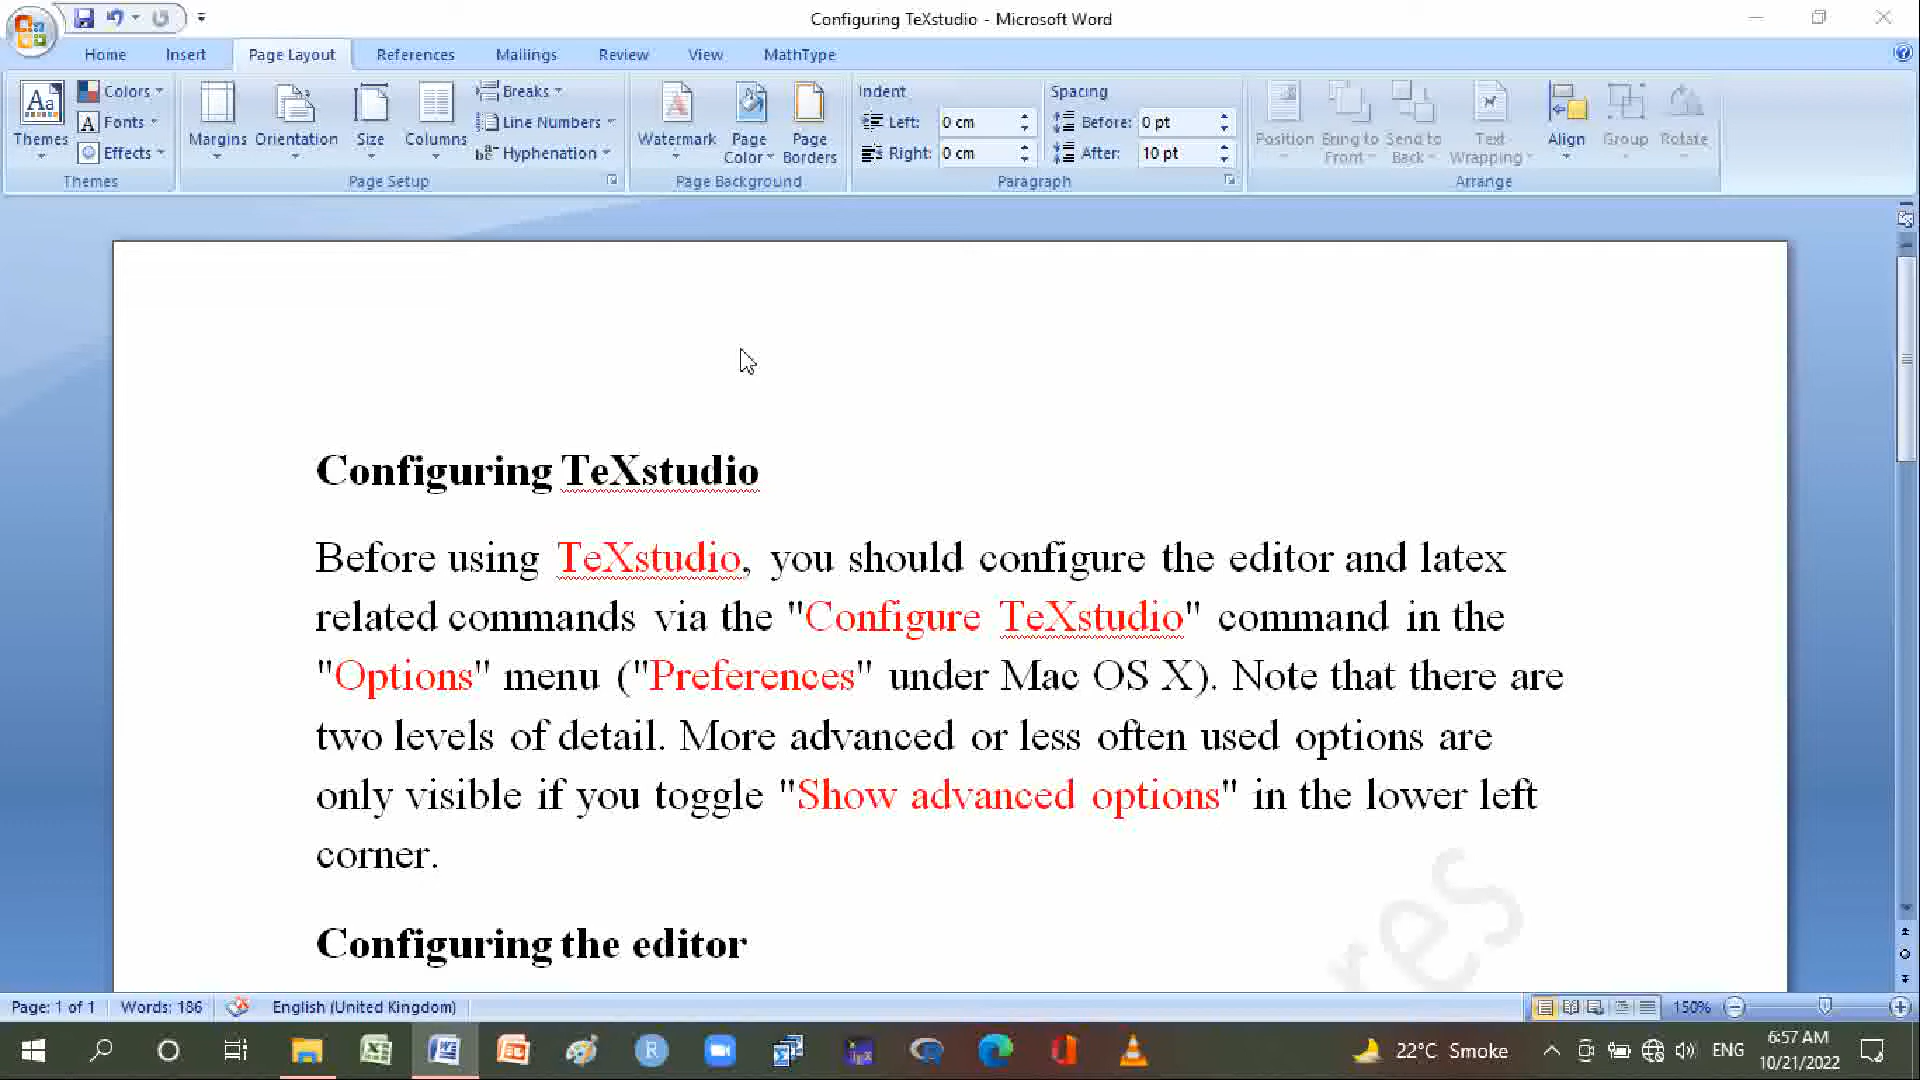 Configuring TeXstudio - Microsoft Word
Home Insert Page Layout References Mailings Review View MathType
Aa Themes
Colors
A Fonts
Effects
Themes
Margins Orientation Size Columns
Breaks
Line Numbers
Hyphenation
Page Setup
Watermark Page Color Page Borders
Page Background
Indent
Left: 0 cm
Right: 0 cm
Spacing
Before: 0 pt
After: 10 pt
Paragraph
Position Bring to Front Send to Back Text Wrapping Align Group Rotate
Arrange
Configuring TeXstudio
Before using TeXstudio, you should configure the editor and latex
related commands via the "Configure TeXstudio" command in the
"Options" menu ("Preferences" under Mac OS X). Note that there are
two levels of detail. More advanced or less often used options are
only visible if you toggle "Show advanced options" in the lower left
corner.
Configuring the editor
res
Page: 1 of 1 Words: 186 English (United Kingdom) 150%
22°C Smoke ENG 6:57 AM
10/21/2022